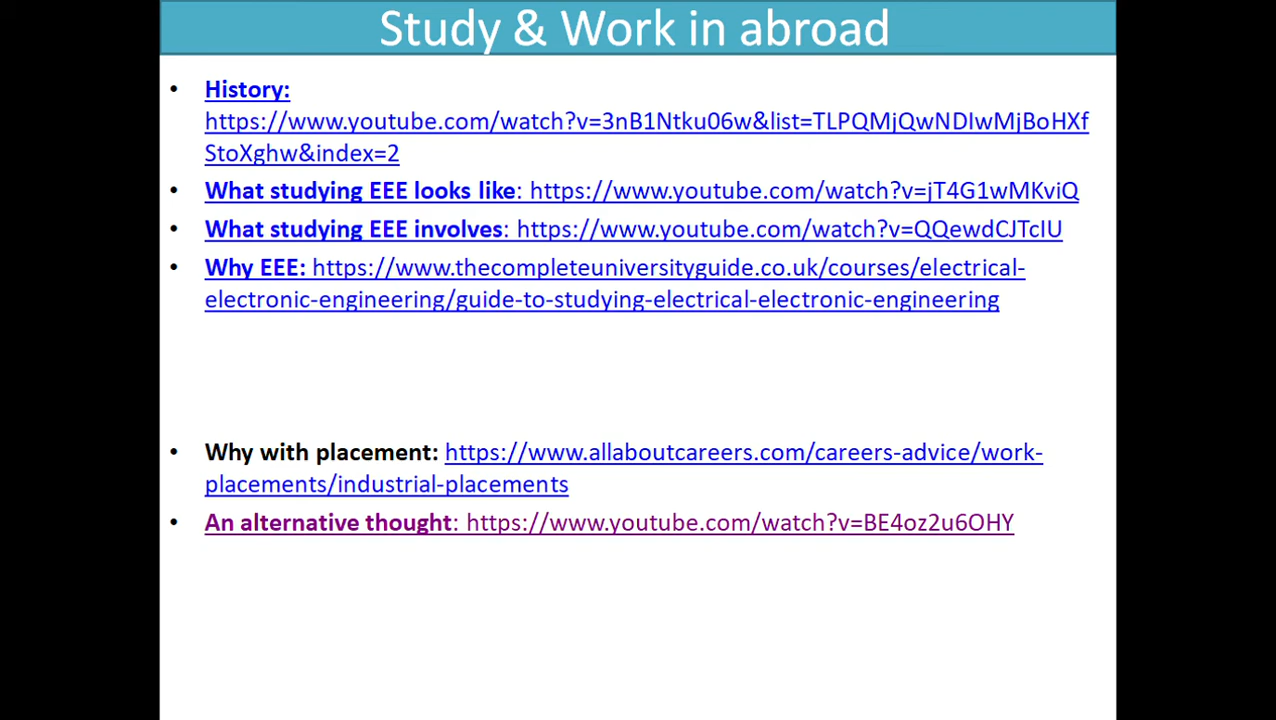 Study & Work in abroad
• History:
https://www.youtube.com/watch?v=3nB1Ntku06w&list=TLPQMjQwNDIwMjBoHXf
StoXghw&index=2
• What studying EEE looks like: https://www.youtube.com/watch?v=jT4G1wMKviQ
• What studying EEE involves: https://www.youtube.com/watch?v=QQewdCJTcIU
• Why EEE: https://www.thecompleteuniversityguide.co.uk/courses/electrical-
electronic-engineering/guide-to-studying-electrical-electronic-engineering
• Why with placement: https://www.allaboutcareers.com/careers-advice/work-
placements/industrial-placements
• An alternative thought: https://www.youtube.com/watch?v=BE4oz2u6OHY